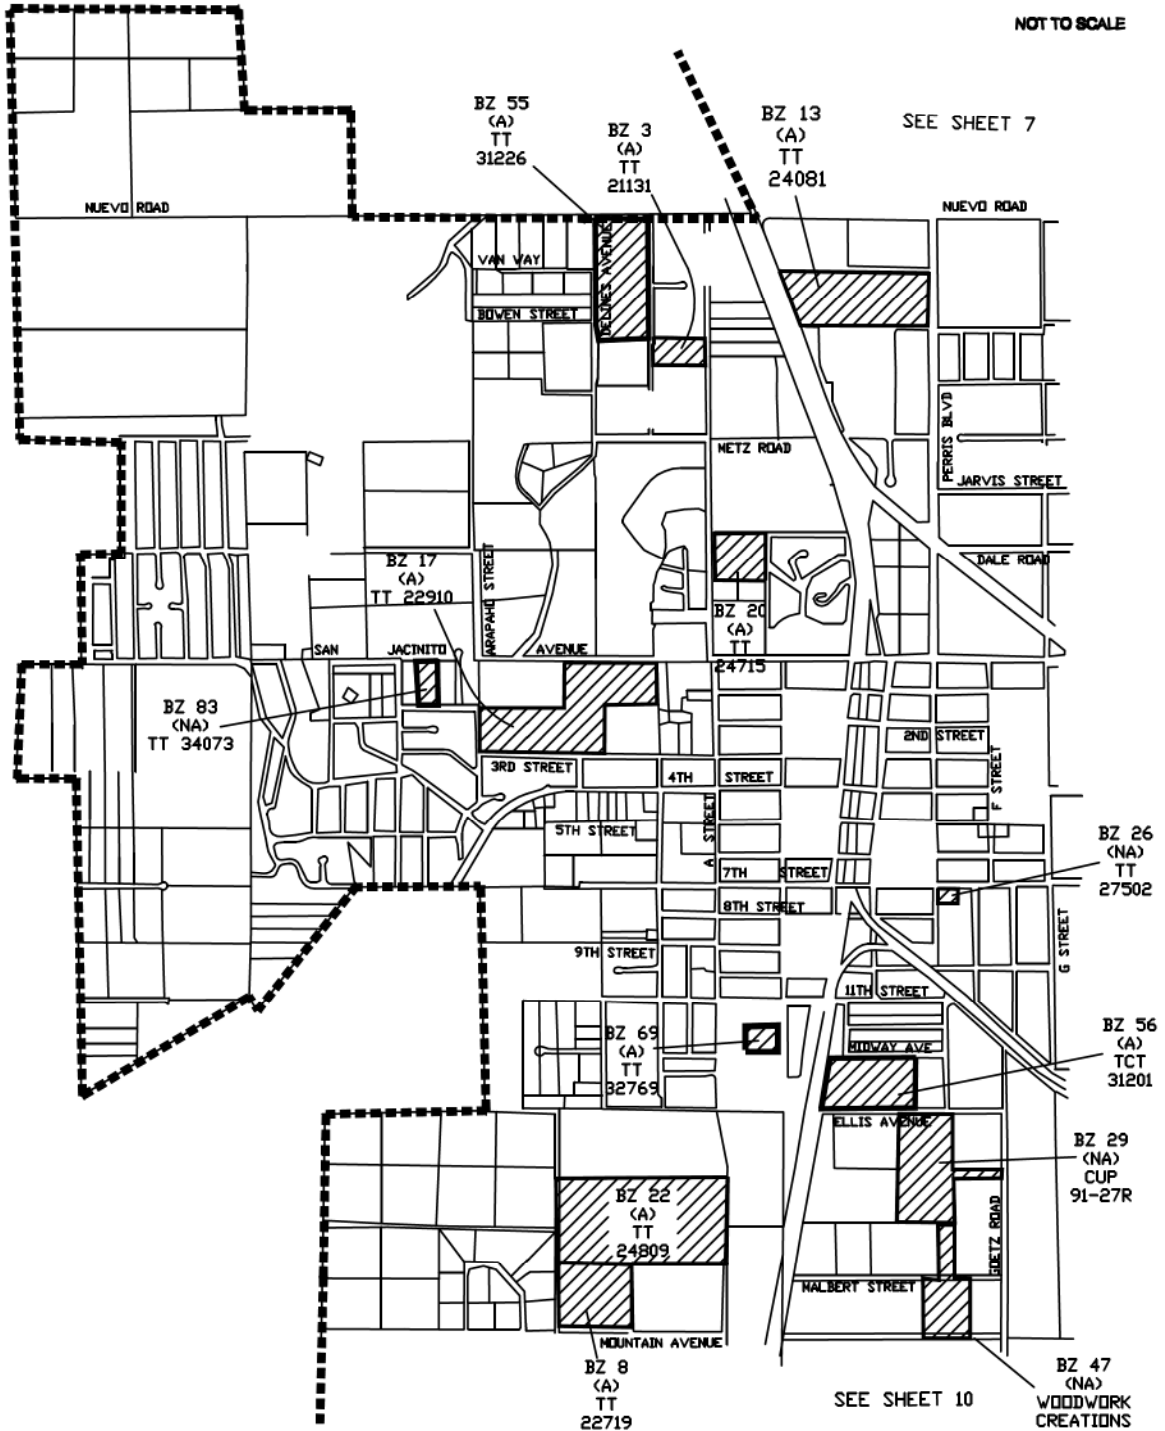 NOT TO SCALE
BZ 55
(A)
TT
31226
BZ 3
(A)
TT
21131
BZ 13
(A)
TT
24081
SEE SHEET 7
NUEVO ROAD
NUEVO ROAD
DELINES AVENUE
VAN WAY
BOWEN STREET
METZ ROAD
PERRIS BLVD
JARVIS STREET
DALE ROAD
BZ 17
(A)
TT 22910
ARAPAHO STREET
BZ 20
(A)
TT
24715
SAN JACINITO AVENUE
BZ 83
(NA)
TT 34073
2ND STREET
F STREET
3RD STREET
4TH STREET
A STREET
5TH STREET
BZ 26
(NA)
TT
27502
7TH STREET
8TH STREET
G STREET
9TH STREET
11TH STREET
BZ 69
(A)
TT
32769
MIDWAY AVE
BZ 56
(A)
TCT
31201
ELLIS AVENUE
BZ 29
(NA)
CUP
91-27R
BZ 22
(A)
TT
24809
GOETZ ROAD
MALBERT STREET
MOUNTAIN AVENUE
BZ 8
(A)
TT
22719
SEE SHEET 10
BZ 47
(NA)
WOODWORK
CREATIONS